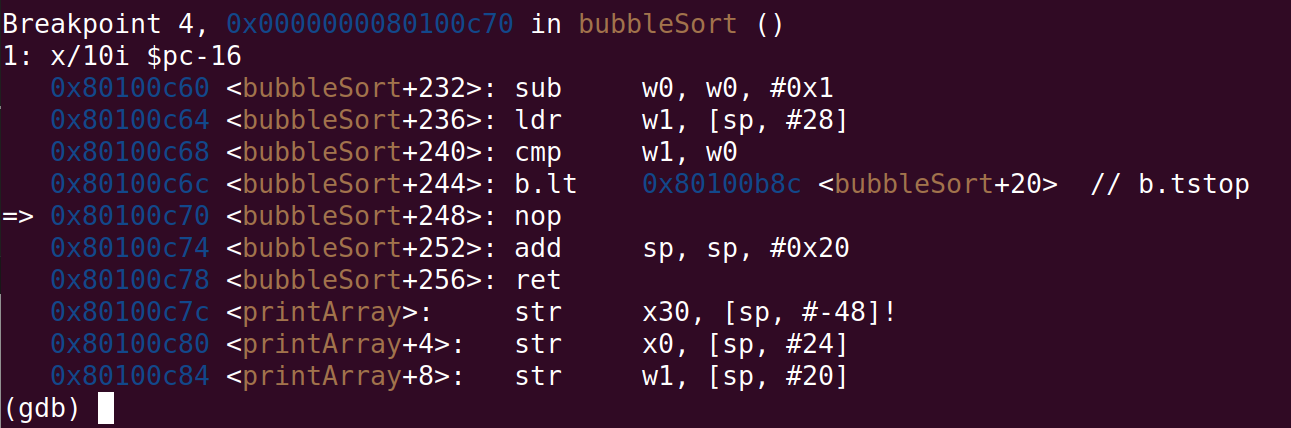 Breakpoint 4, 0x0000000080100c70 in bubbleSort ()
1: x/10i $pc-16
   0x80100c60 <bubbleSort+232>: sub     w0, w0, #0x1
   0x80100c64 <bubbleSort+236>: ldr     w1, [sp, #28]
   0x80100c68 <bubbleSort+240>: cmp     w1, w0
   0x80100c6c <bubbleSort+244>: b.lt    0x80100b8c <bubbleSort+20>  // b.tstop
=> 0x80100c70 <bubbleSort+248>: nop
   0x80100c74 <bubbleSort+252>: add     sp, sp, #0x20
   0x80100c78 <bubbleSort+256>: ret
   0x80100c7c <printArray>:     str     x30, [sp, #-48]!
   0x80100c80 <printArray+4>:   str     x0, [sp, #24]
   0x80100c84 <printArray+8>:   str     w1, [sp, #20]
(gdb)